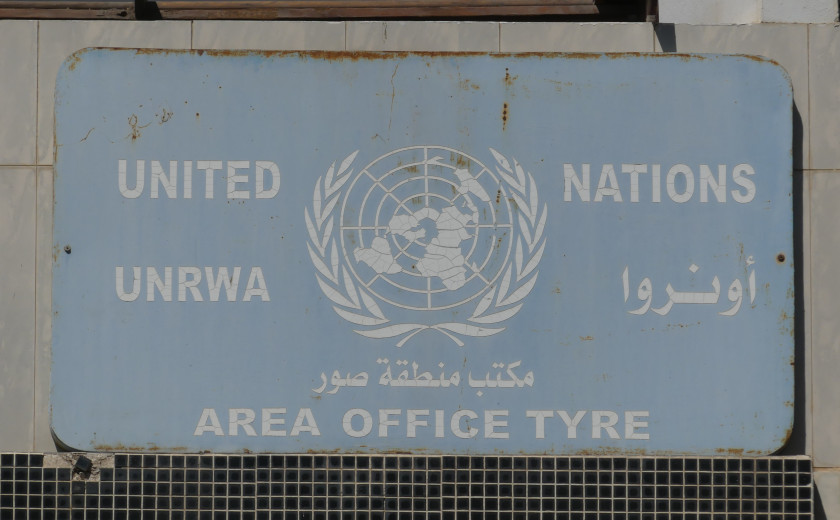 UNITED NATIONS
UNRWA أونروا
مكتب منطقة صور
AREA OFFICE TYRE